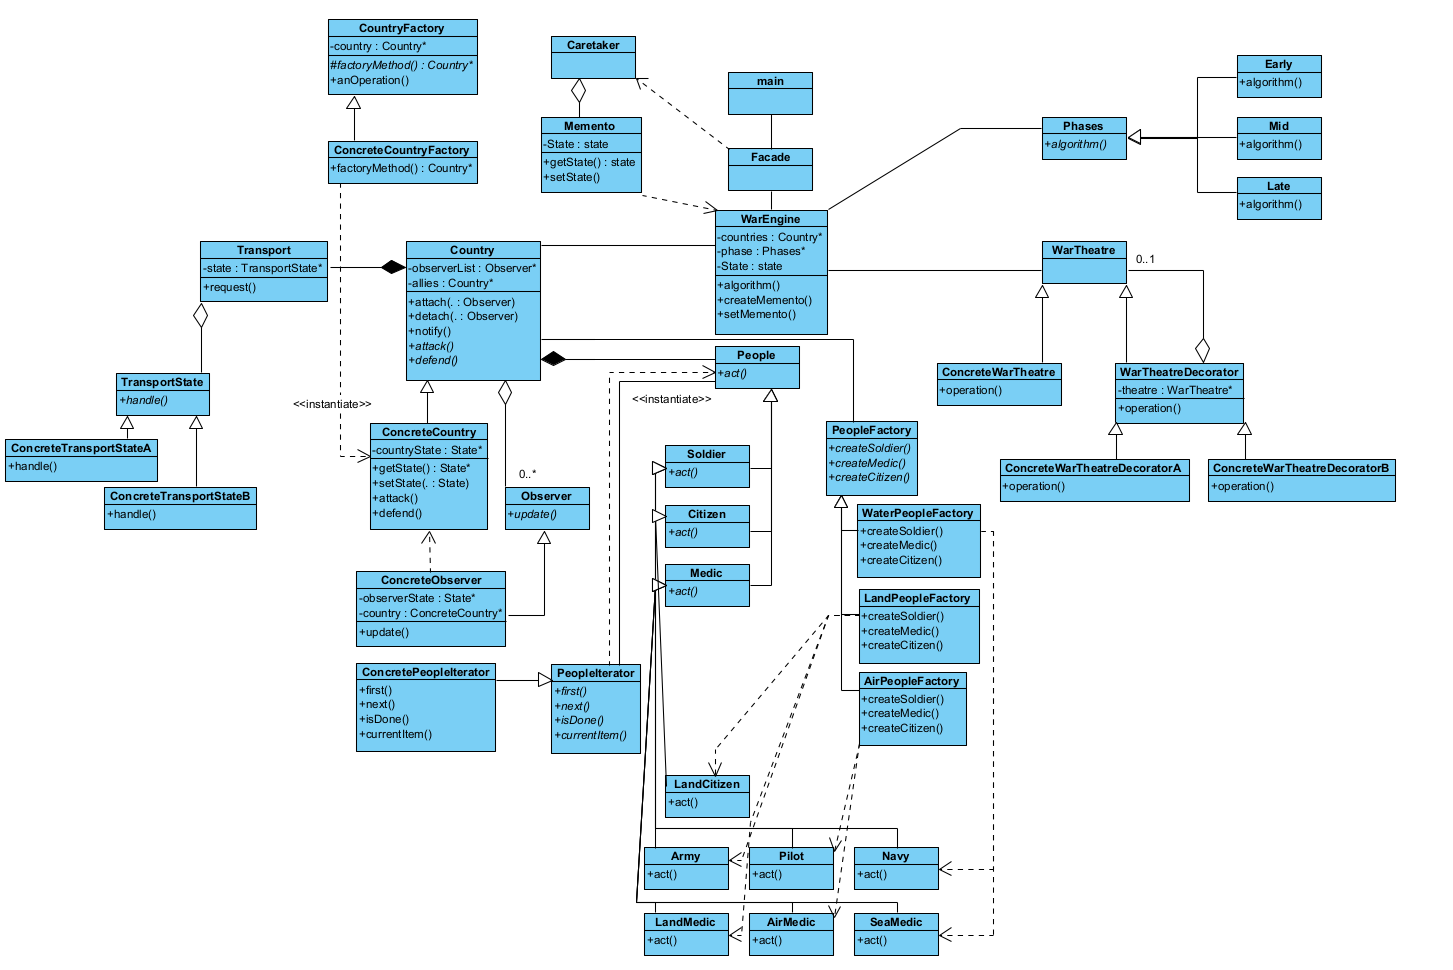 CountryFactory
-country : Country*
#factoryMethod() : Country*
+anOperation()
ConcreteCountryFactory
+factoryMethod() : Country*
Caretaker
Memento
-State : state
+getState() : state
+setState()
main
Facade
WarEngine
-countries : Country*
-phase : Phases*
-State : state
+algorithm()
+createMemento()
+setMemento()
Phases
+algorithm()
Early
+algorithm()
Mid
+algorithm()
Late
+algorithm()
Transport
-state : TransportState*
+request()
Country
-observerList : Observer*
-allies : Country*
+attach(. : Observer)
+detach(. : Observer)
+notify()
+attack()
+defend()
WarTheatre
0..1
People
+act()
<<instantiate>>
<<instantiate>>
TransportState
+handle()
ConcreteTransportStateA
+handle()
ConcreteTransportStateB
+handle()
ConcreteCountry
-countryState : State*
+getState() : State*
+setState(. : State)
+attack()
+defend()
0..*
Observer
+update()
ConcreteObserver
-observerState : State*
-country : ConcreteCountry*
+update()
ConcreteWarTheatre
+operation()
WarTheatreDecorator
-theatre : WarTheatre*
+operation()
ConcreteWarTheatreDecoratorA
+operation()
ConcreteWarTheatreDecoratorB
+operation()
PeopleFactory
+createSoldier()
+createMedic()
+createCitizen()
Soldier
+act()
Citizen
+act()
Medic
+act()
WaterPeopleFactory
+createSoldier()
+createMedic()
+createCitizen()
LandPeopleFactory
+createSoldier()
+createMedic()
+createCitizen()
AirPeopleFactory
+createSoldier()
+createMedic()
+createCitizen()
ConcretePeopleIterator
+first()
+next()
+isDone()
+currentItem()
PeopleIterator
+first()
+next()
+isDone()
+currentItem()
LandCitizen
+act()
Army
+act()
Pilot
+act()
Navy
+act()
LandMedic
+act()
AirMedic
+act()
SeaMedic
+act()